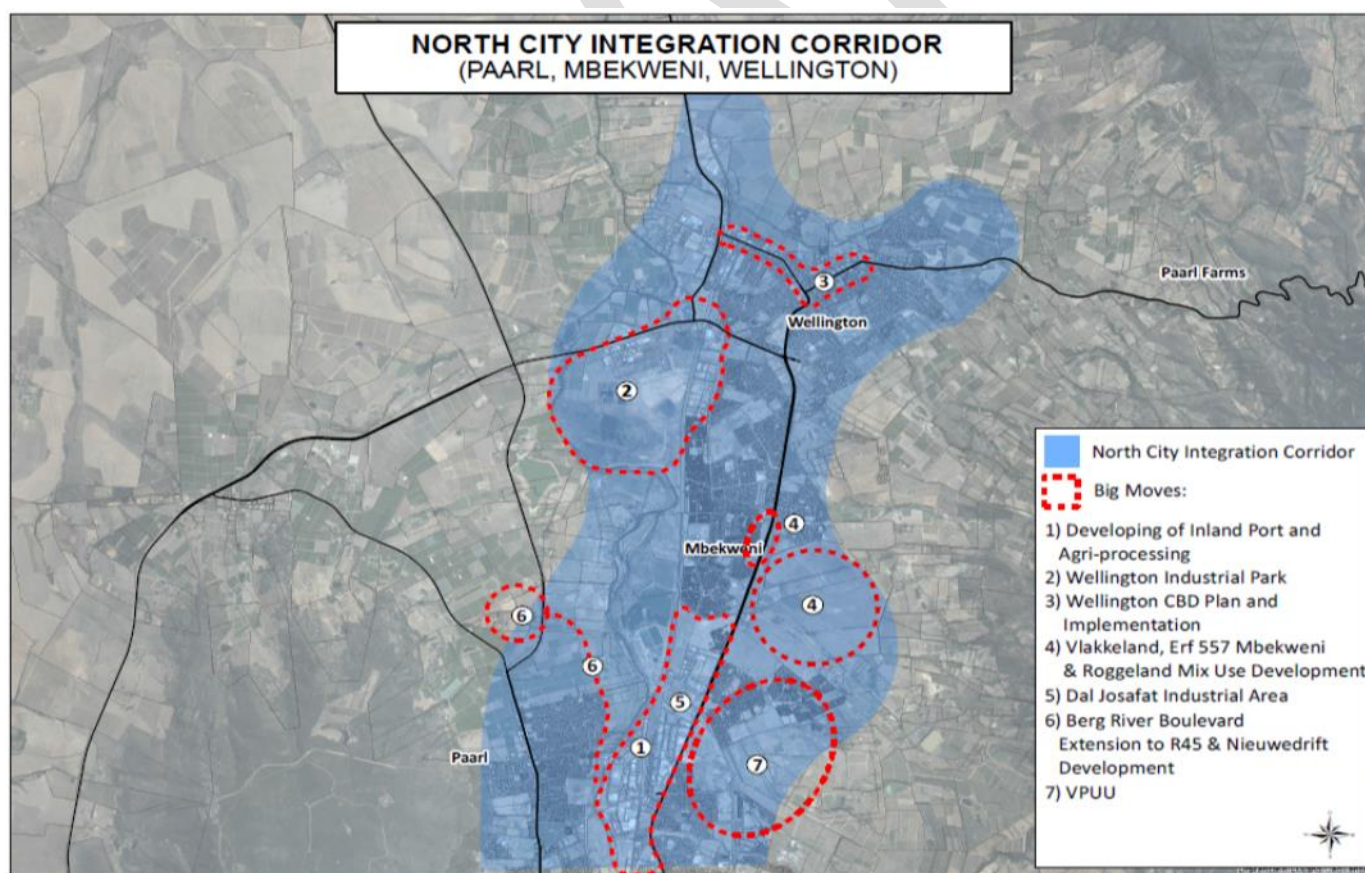 NORTH CITY INTEGRATION CORRIDOR
(PAARL, MBEKWENI, WELLINGTON)
Paarl Farms
3
Wellington
2
4
Mbekweni
4
6
6
5
1
Paarl
7
North City Integration Corridor
Big Moves:
1) Developing of Inland Port and
Agri-processing
2) Wellington Industrial Park
3) Wellington CBD Plan and
Implementation
4) Vlakkeland, Erf 557 Mbekweni
& Roggeland Mix Use Development
5) Dal Josafat Industrial Area
6) Berg River Boulevard
Extension to R45 & Nieuwedrift
Development
7) VPUU